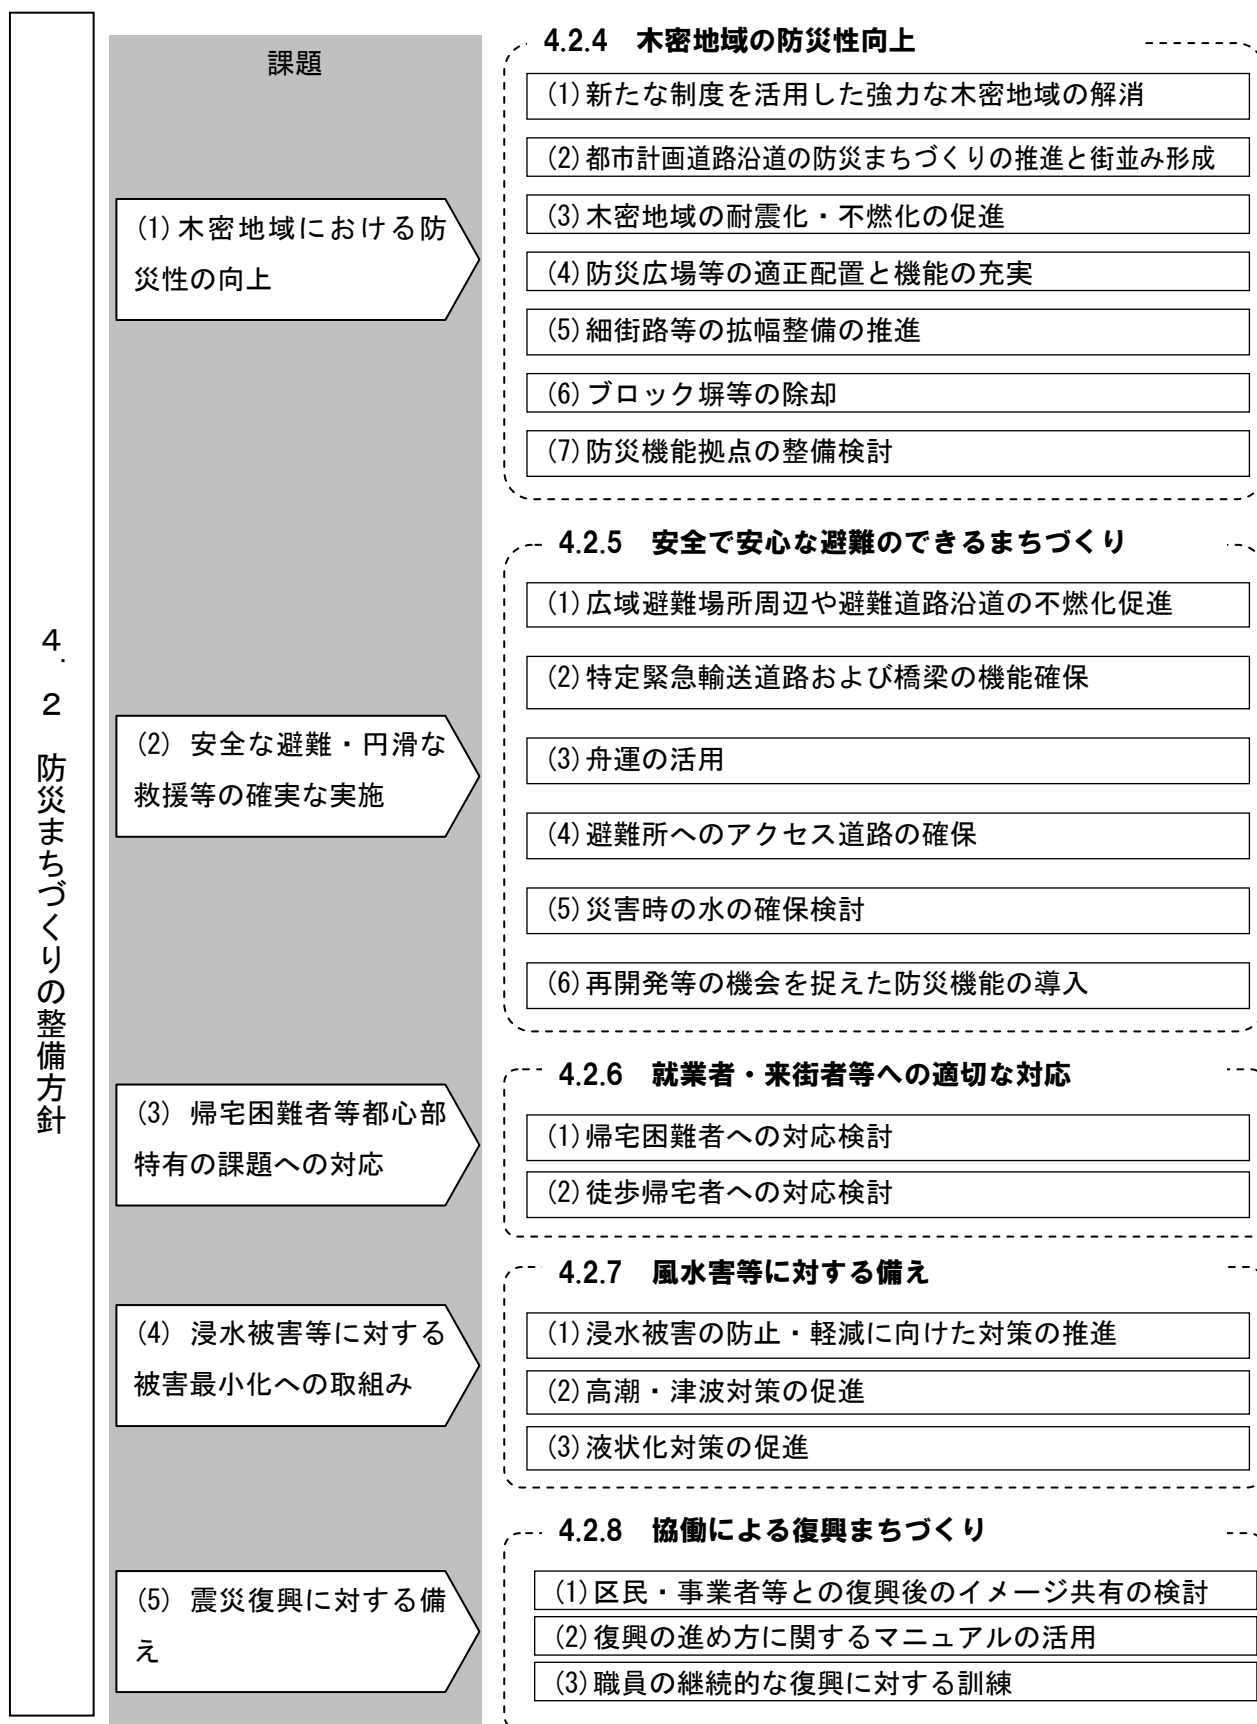 4.2 防災まちづくりの整備方針
課題
(1)木密地域における防
災性の向上
4.2.4 木密地域の防災性向上
(1)新たな制度を活用した強力な木密地域の解消
(2)都市計画道路沿道の防災まちづくりの推進と街並み形成
(3)木密地域の耐震化・不燃化の促進
(4)防災広場等の適正配置と機能の充実
(5)細街路等の拡幅整備の推進
(6)ブロック塀等の除却
(7)防災機能拠点の整備検討
(2) 安全な避難・円滑な
救援等の確実な実施
4.2.5 安全で安心な避難のできるまちづくり
(1)広域避難場所周辺や避難道路沿道の不燃化促進
(2)特定緊急輸送道路および橋梁の機能確保
(3)舟運の活用
(4)避難所へのアクセス道路の確保
(5)災害時の水の確保検討
(6)再開発等の機会を捉えた防災機能の導入
(3) 帰宅困難者等都心部
特有の課題への対応
4.2.6 就業者・来街者等への適切な対応
(1)帰宅困難者への対応検討
(2)徒歩帰宅者への対応検討
(4) 浸水被害等に対する
被害最小化への取組み
4.2.7 風水害等に対する備え
(1)浸水被害の防止・軽減に向けた対策の推進
(2)高潮・津波対策の促進
(3)液状化対策の促進
(5) 震災復興に対する備
え
4.2.8 協働による復興まちづくり
(1)区民・事業者等との復興後のイメージ共有の検討
(2)復興の進め方に関するマニュアルの活用
(3)職員の継続的な復興に対する訓練